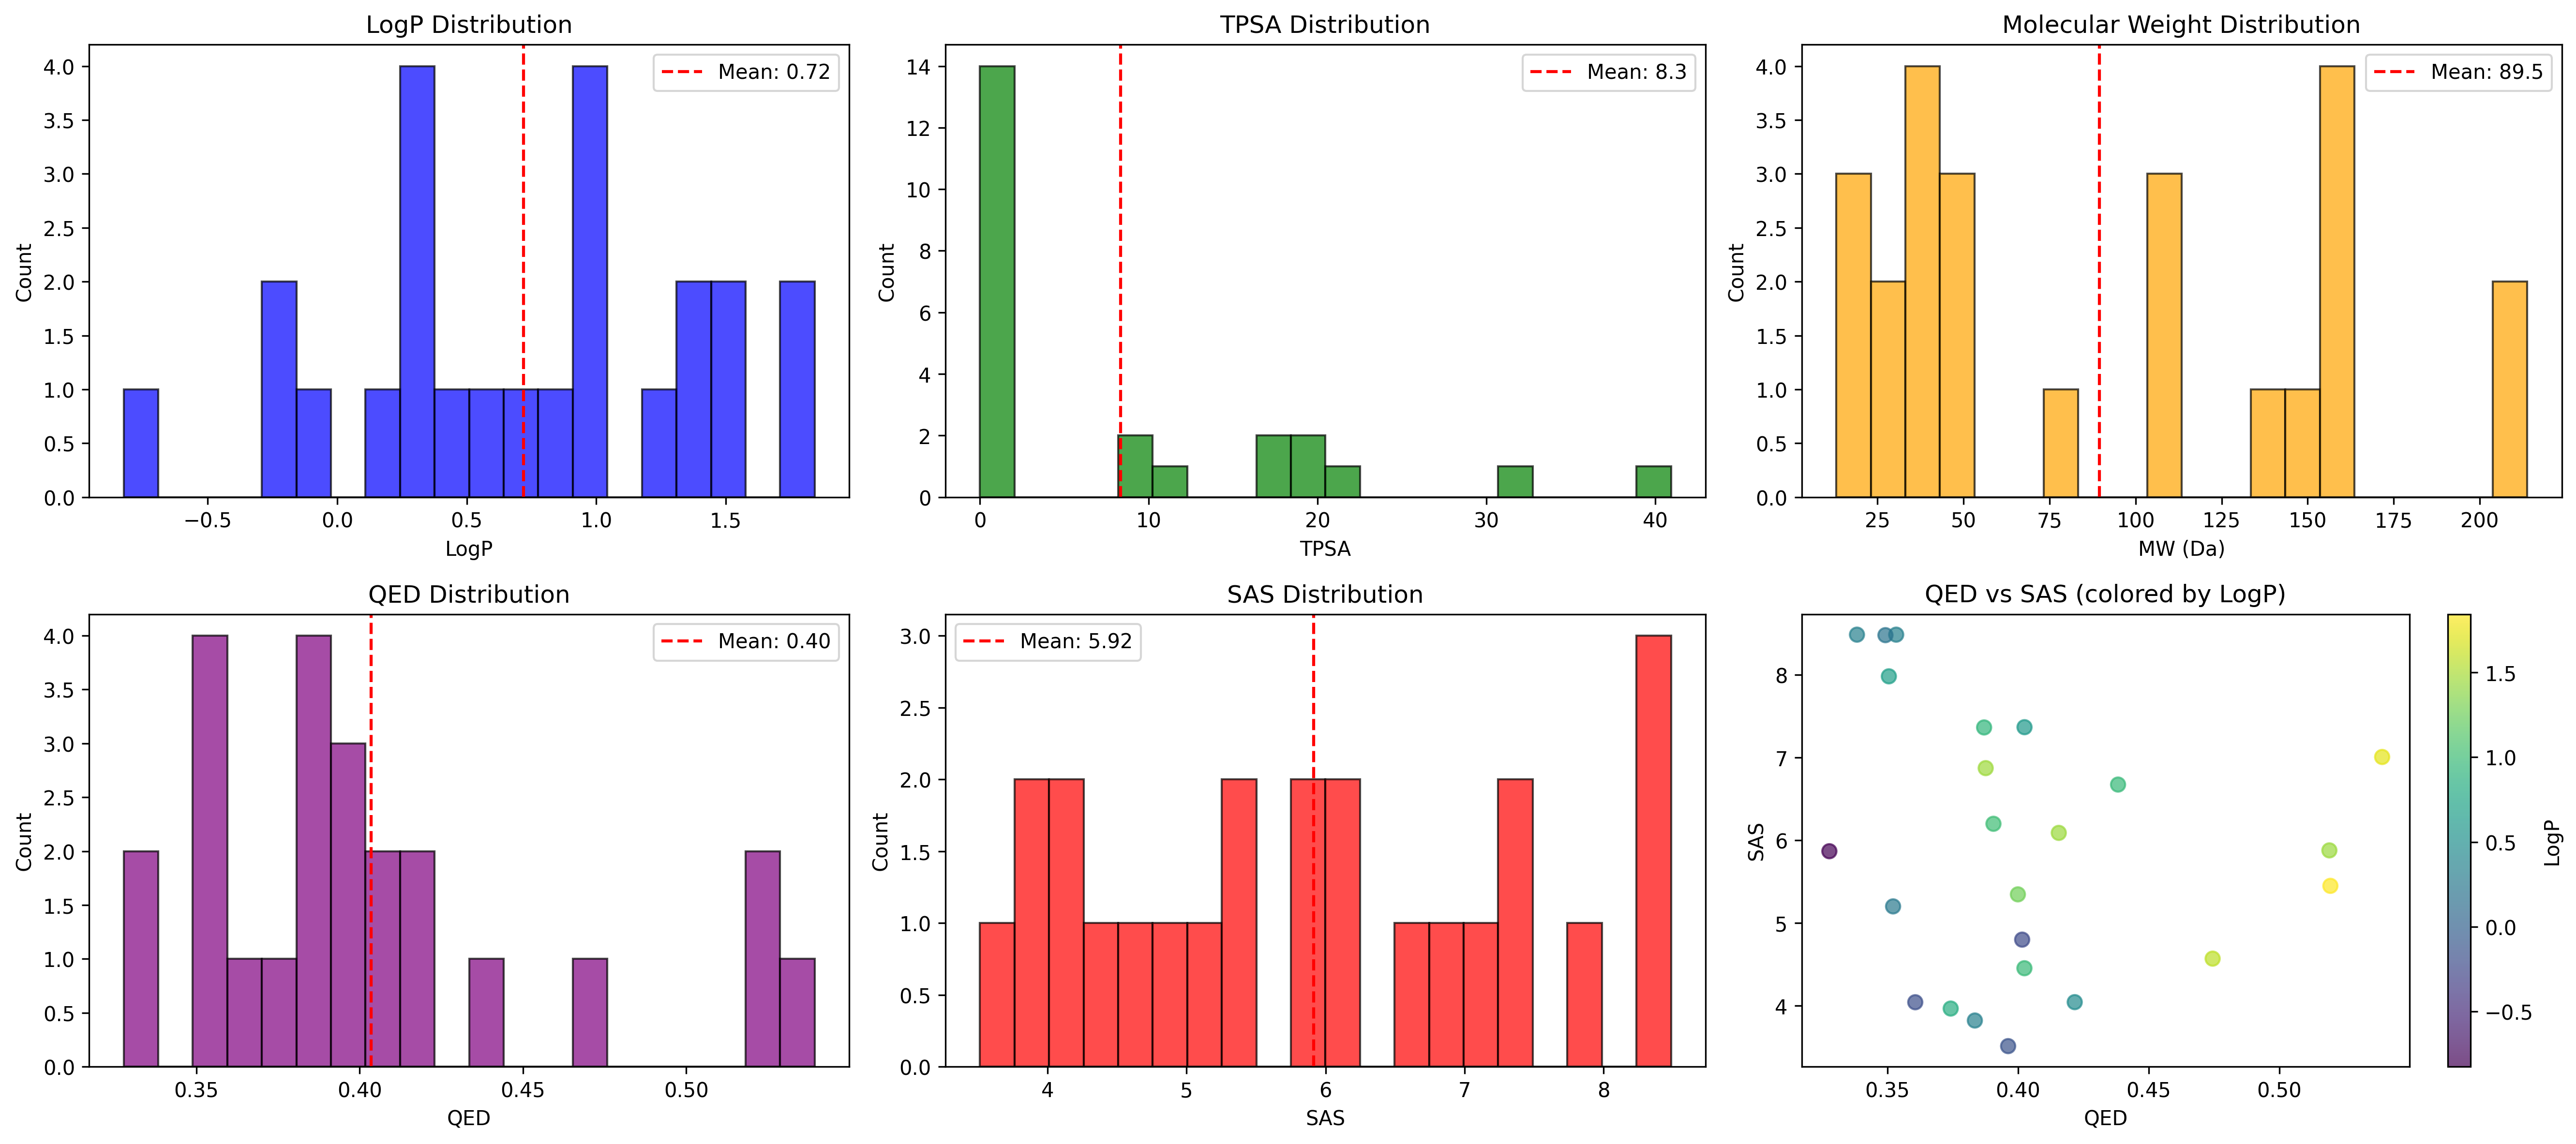 LogP Distribution
Count
4.0
3.5
3.0
2.5
2.0
1.5
1.0
0.5
0.0
Mean: 0.72
−0.5 0.0 0.5 1.0 1.5
LogP
TPSA Distribution
Count
14
12
10
8
6
4
2
0
Mean: 8.3
0 10 20 30 40
TPSA
Molecular Weight Distribution
Count
4.0
3.5
3.0
2.5
2.0
1.5
1.0
0.5
0.0
Mean: 89.5
25 50 75 100 125 150 175 200
MW (Da)
QED Distribution
Count
4.0
3.5
3.0
2.5
2.0
1.5
1.0
0.5
0.0
Mean: 0.40
0.35 0.40 0.45 0.50
QED
SAS Distribution
Count
3.0
2.5
2.0
1.5
1.0
0.5
0.0
Mean: 5.92
4 5 6 7 8
SAS
QED vs SAS (colored by LogP)
SAS
8
7
6
5
4
0.35 0.40 0.45 0.50
QED
1.5
1.0
0.5
0.0
−0.5
LogP